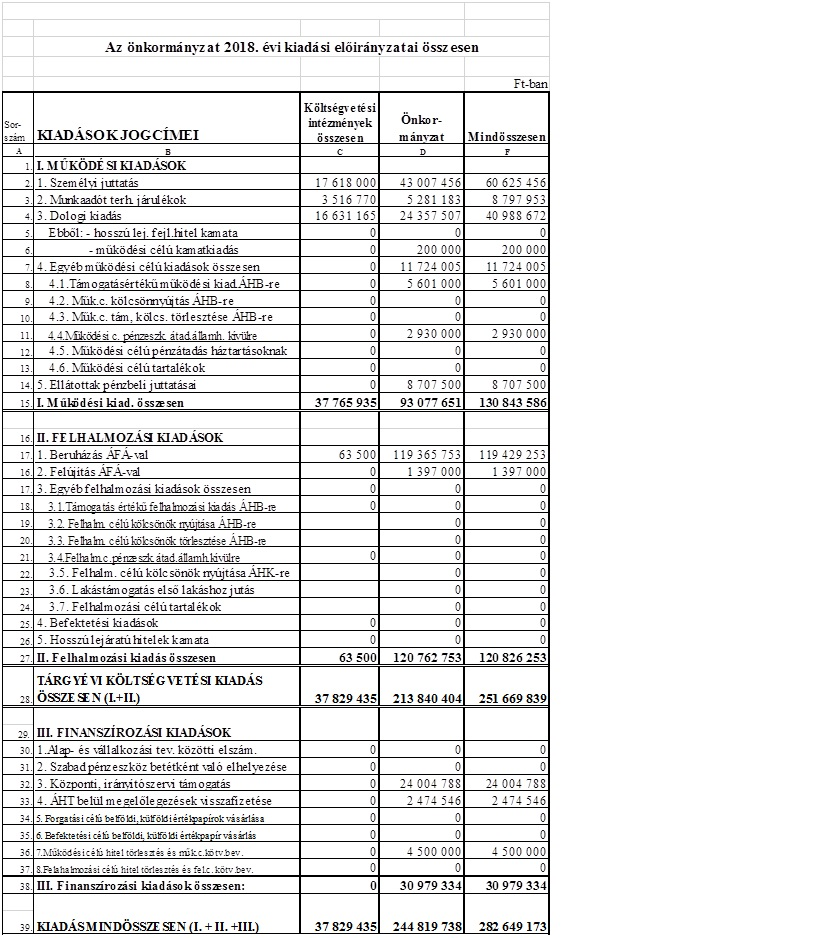 Az önkormányzat 2018. évi kiadási előirányzatai összesen
Ft-ban
Sor-szám KIADÁSOK JOGCÍMEI Költségvetési intézmények összesen Önkor-mányzat Mindösszesen
A B C D F
1. I. MŰKÖDÉSI KIADÁSOK
2. 1. Személyi juttatás 17 618 000 43 007 456 60 625 456
3. 2. Munkaadót terh. járulékok 3 516 770 5 281 183 8 797 953
4. 3. Dologi kiadás 16 631 165 24 357 507 40 988 672
5. Ebből: - hosszú lej. fejl.hitel kamata 0 0 0
6. - működési célú kamatkiadás 0 200 000 200 000
7. 4. Egyéb működési célú kiadások összesen 0 11 724 005 11 724 005
8. 4.1.Támogatásértékű működési kiad.ÁHB-re 0 5 601 000 5 601 000
9. 4.2. Műk.c. kölcsönnyújtás ÁHB-re 0 0 0
10. 4.3. Műk.c. tám, kölcs. törlesztése ÁHB-re 0 0 0
11. 4.4.Működési c. pénzeszk. átad.államh. kívülre 0 2 930 000 2 930 000
12. 4.5. Működési célú pénzátadás háztartásoknak 0 0 0
13. 4.6. Működési célú tartalékok 0 0 0
14. 5. Ellátottak pénzbeli juttatásai 0 8 707 500 8 707 500
15. I. Működési kiad. összesen 37 765 935 93 077 651 130 843 586
16. II. FELHALMOZÁSI KIADÁSOK
17. 1. Beruházás ÁFÁ-val 63 500 119 365 753 119 429 253
16. 2. Felújítás ÁFÁ-val 0 1 397 000 1 397 000
17. 3. Egyéb felhalmozási kiadások összesen 0 0 0
18. 3.1.Támogatás értékű felhalmozási kiadás ÁHB-re 0 0 0
19. 3.2. Felhalm. célú kölcsönök nyújtása ÁHB-re 0 0
20. 3.3. Felhalm. célú kölcsönök törlesztése ÁHB-re 0 0
21. 3.4.Felhalm.c.pénzeszk.átad.államh.kívülre 0 0 0
22. 3.5. Felhalm. célú kölcsönök nyújtása ÁHK-re 0 0
23. 3.6. Lakástámogatás első lakáshoz jutás 0 0
24. 3.7. Felhalmozási célú tartalékok 0 0
25. 4. Befektetési kiadások 0 0 0
26. 5. Hosszú lejáratú hitelek kamata 0 0 0
27. II. Felhalmozási kiadás összesen 63 500 120 762 753 120 826 253
TÁRGYÉVI KÖLTSÉGVETÉSI KIADÁS
28. ÖSSZESEN (I.+II.) 37 829 435 213 840 404 251 669 839
29. III. FINANSZÍROZÁSI KIADÁSOK
30. 1.Alap- és vállalkozási tev. közötti elszám. 0 0 0
31. 2. Szabad pénzeszköz betétként való elhelyezése 0 0 0
32. 3. Központi, irányítószervi támogatás 0 24 004 788 24 004 788
33. 4. ÁHT belül megelőlegezések visszafizetése 0 2 474 546 2 474 546
34. 5. Forgatási célú belföldi, külföldi értékpapírok vásárlása 0 0 0
35. 6. Befektetési célú belföldi, külföldi értékpapír vásárlás 0 0 0
36. 7.Működési célú hitel törlesztés és műk.c.kötv.bev. 0 4 500 000 4 500 000
37. 8.Felahalmozási célú hitel törlesztés és fel.c. kötv.bev. 0 0 0
38. III. Finanszírozási kiadások összesen: 0 30 979 334 30 979 334
39. KIADÁS MINDÖSSZESEN (I. + II. +III.) 37 829 435 244 819 738 282 649 173